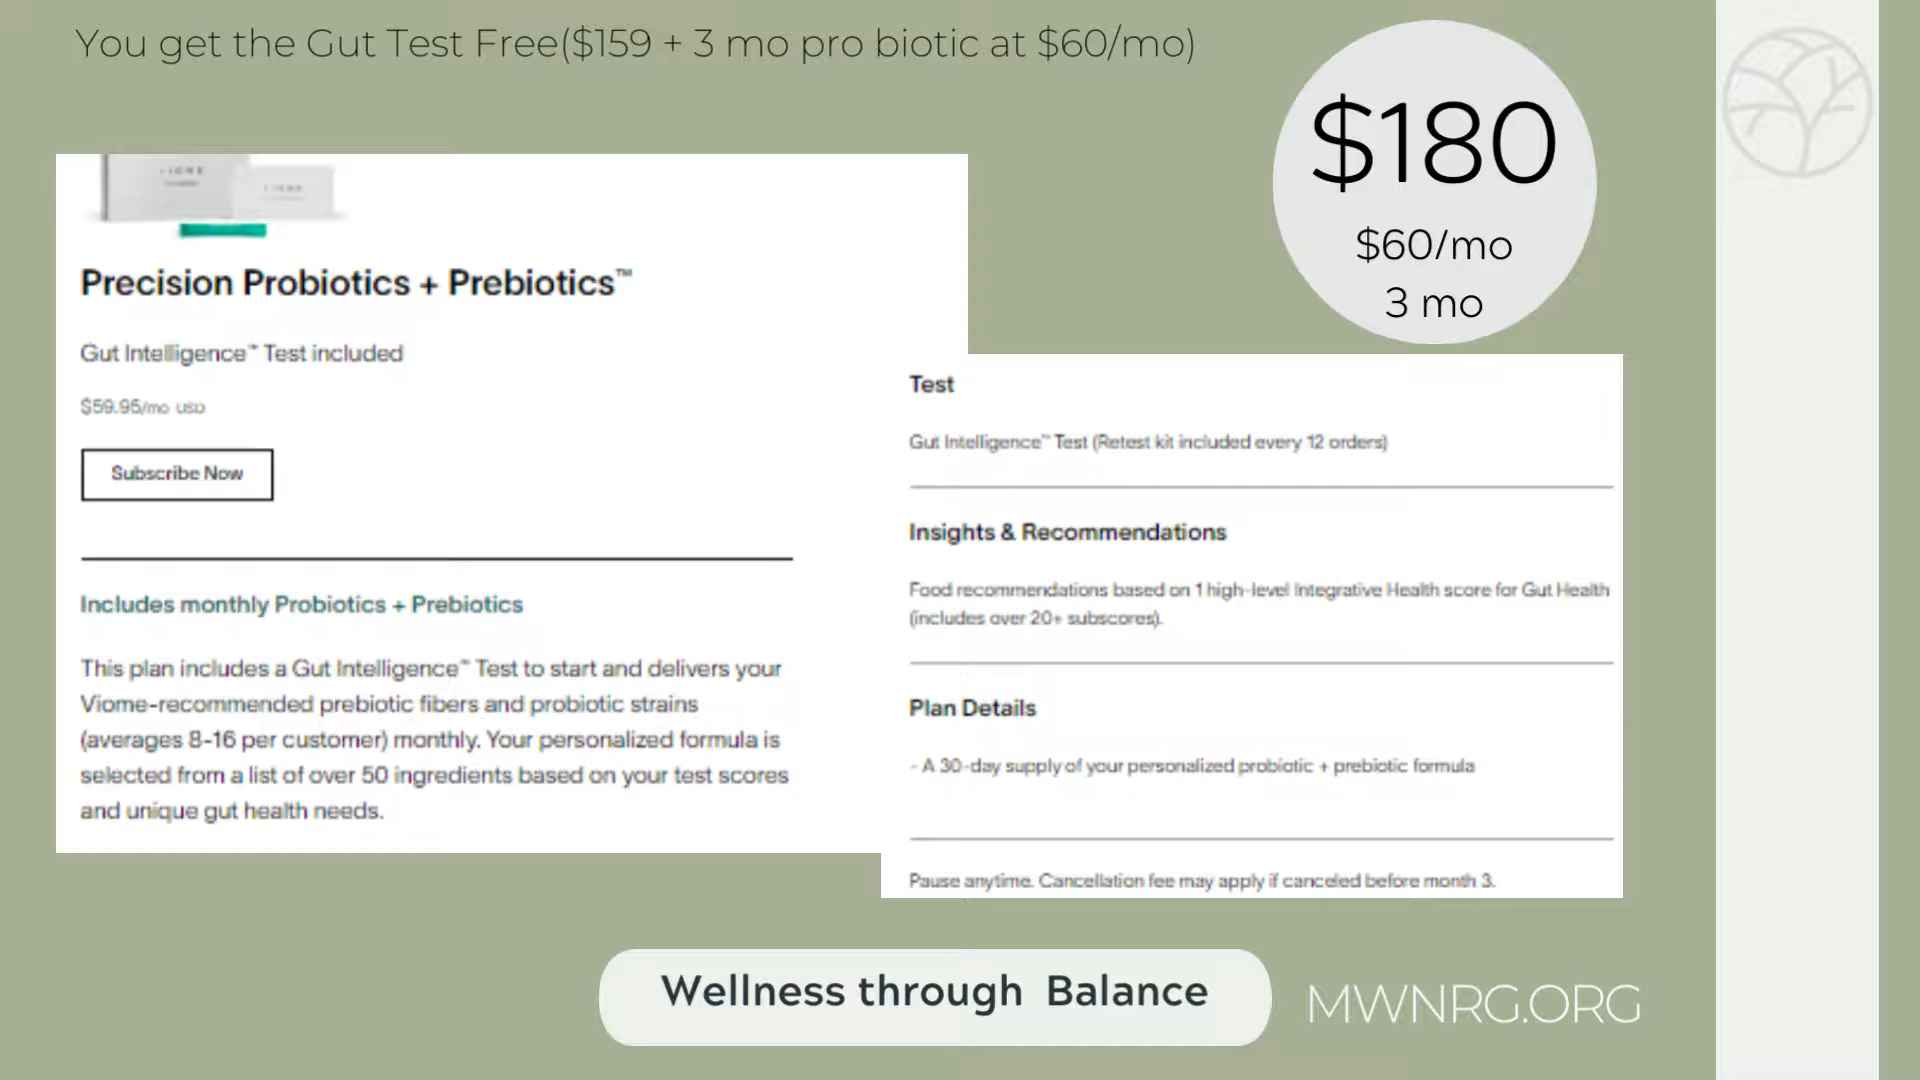 You get the Gut Test Free($159 + 3 mo pro biotic at $60/mo)
$180
$60/mo
3 mo
Precision Probiotics + Prebiotics™
Gut Intelligence™ Test included
$59.95/mo USD
Subscribe Now
Includes monthly Probiotics + Prebiotics
This plan includes a Gut Intelligence™ Test to start and delivers your
Viome-recommended prebiotic fibers and probiotic strains
(averages 8-16 per customer) monthly. Your personalized formula is
selected from a list of over 50 ingredients based on your test scores
and unique gut health needs.
Test
Gut Intelligence™ Test (Retest kit included every 12 orders)
Insights & Recommendations
Food recommendations based on 1 high-level Integrative Health score for Gut Health
(includes over 20+ subscores).
Plan Details
- A 30-day supply of your personalized probiotic + prebiotic formula
Pause anytime. Cancellation fee may apply if canceled before month 3.
Wellness through Balance
MWNRG.ORG